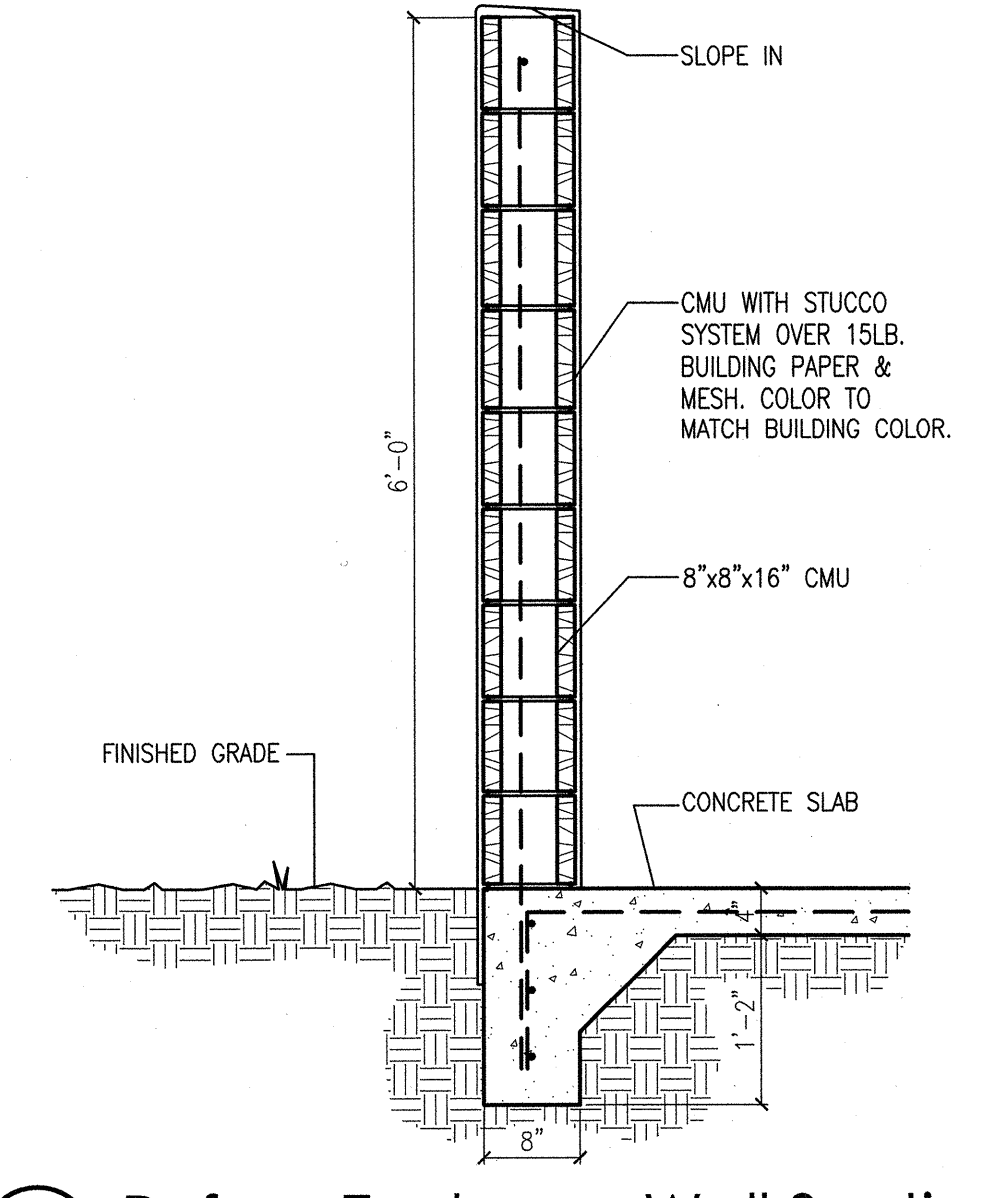 SLOPE IN
CMU WITH STUCCO
SYSTEM OVER 15LB.
BUILDING PAPER &
MESH. COLOR TO
MATCH BUILDING COLOR.
6'-0"
8"x8"x16" CMU
FINISHED GRADE
CONCRETE SLAB
4"
1'-2"
8"